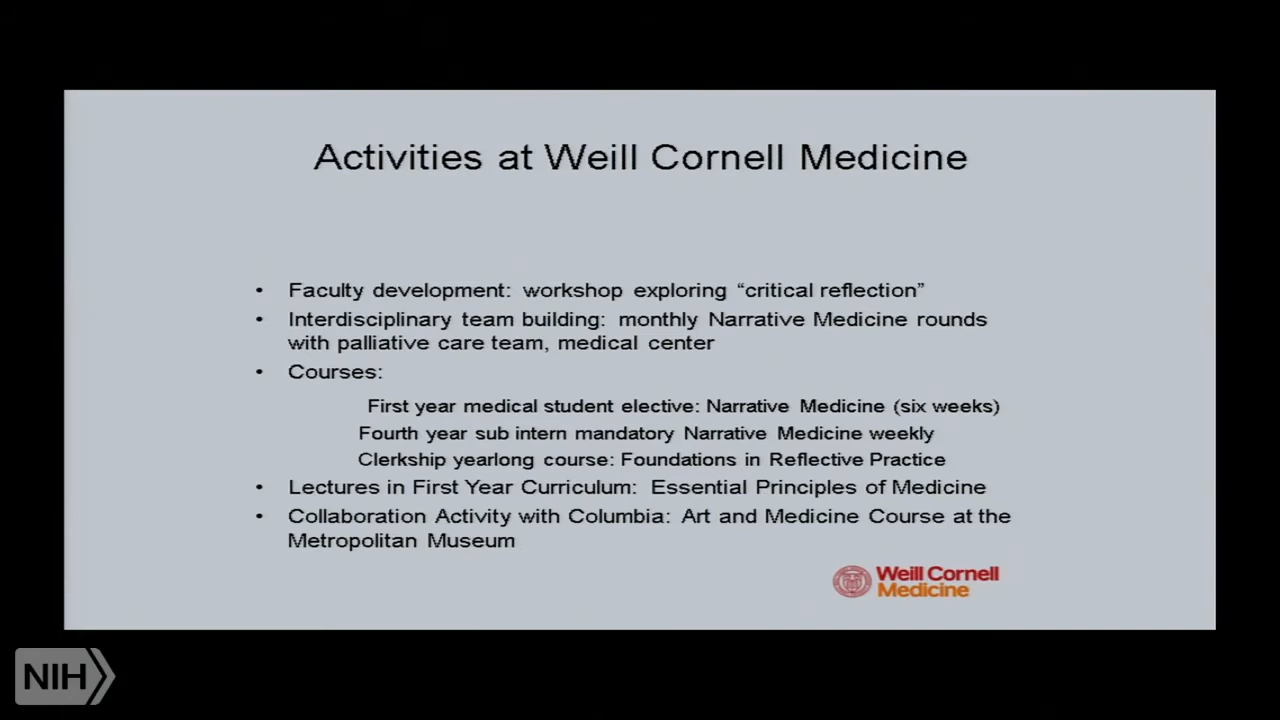 Activities at Weill Cornell Medicine
• Faculty development: workshop exploring “critical reflection”
• Interdisciplinary team building: monthly Narrative Medicine rounds
with palliative care team, medical center
• Courses:
First year medical student elective: Narrative Medicine (six weeks)
Fourth year sub intern mandatory Narrative Medicine weekly
Clerkship yearlong course: Foundations in Reflective Practice
• Lectures in First Year Curriculum: Essential Principles of Medicine
• Collaboration Activity with Columbia: Art and Medicine Course at the
Metropolitan Museum
Weill Cornell
Medicine
NIH